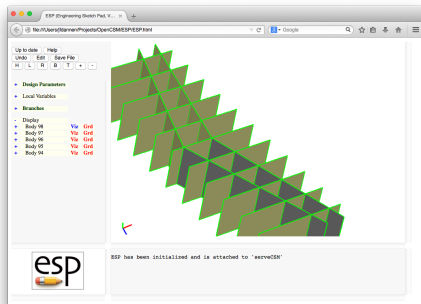 ESP (Engineering Sketch Pad, V...
file:///Users/fdannen/Projects/OpenCSM/ESP/ESP.html
Google
Up to date Help
Undo Edit Save File
H L R B T + -
+ Design Parameters
+ Local Variables
+ Branches
- Display
+ Body 98 Viz Grd
+ Body 97 Viz Grd
+ Body 96 Viz Grd
+ Body 95 Viz Grd
+ Body 94 Viz Grd
esp
ESP has been initialized and is attached to 'serveCSM'